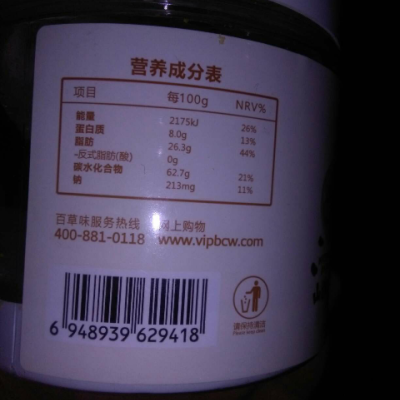 营养成分表
项目 每100g NRV%
能量 2175kJ 26%
蛋白质 8.0g 13%
脂肪 26.3g 44%
-反式脂肪(酸) 0g
碳水化合物 62.7g 21%
钠 213mg 11%
百草味服务热线 网上购物
400-881-0118 www.vipbcw.com
6 948939 629418